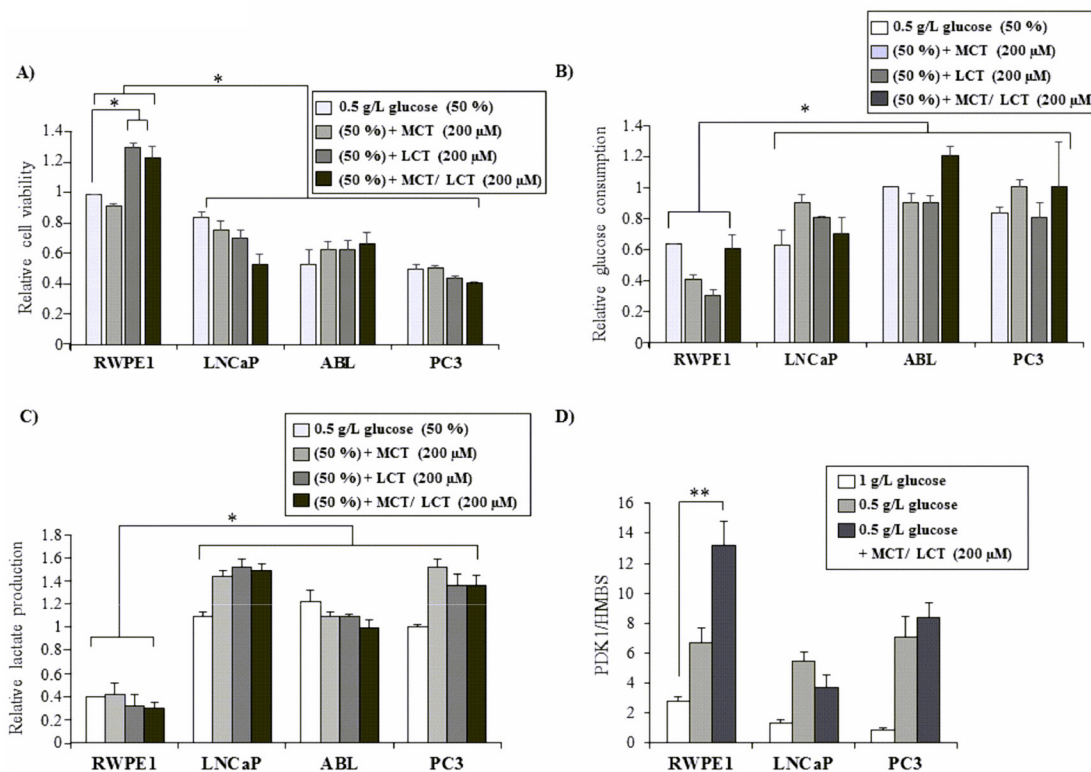 A)
*
*
0.5 g/L glucose (50 %)
(50 %) + MCT (200 µM)
(50 %) + LCT (200 µM)
(50 %) + MCT/ LCT (200 µM)
Relative cell viability
1.4
1.2
1
0.8
0.6
0.4
0.2
0
RWPE1 LNCaP ABL PC3
B)
0.5 g/L glucose (50 %)
(50 %) + MCT (200 µM)
(50 %) + LCT (200 µM)
(50 %) + MCT/ LCT (200 µM)
*
Relative glucose consumption
1.4
1.2
1
0.8
0.6
0.4
0.2
0
RWPE1 LNCaP ABL PC3
C)
0.5 g/L glucose (50 %)
(50 %) + MCT (200 µM)
(50 %) + LCT (200 µM)
(50 %) + MCT/ LCT (200 µM)
*
Relative lactate production
1.8
1.6
1.4
1.2
1
0.8
0.6
0.4
0.2
0
RWPE1 LNCaP ABL PC3
D)
1 g/L glucose
0.5 g/L glucose
0.5 g/L glucose
+ MCT/ LCT (200 µM)
**
PDK1/HMBS
16
14
12
10
8
6
4
2
0
RWPE1 LNCaP PC3